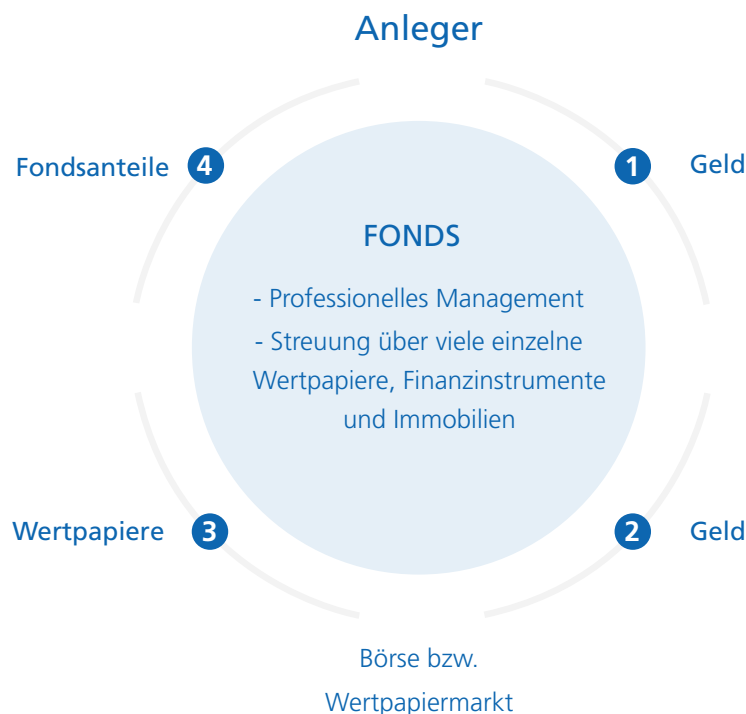 Anleger
Fondsanteile 4
1 Geld
FONDS
- Professionelles Management
- Streuung über viele einzelne
Wertpapiere, Finanzinstrumente
und Immobilien
Wertpapiere 3
2 Geld
Börse bzw.
Wertpapiermarkt